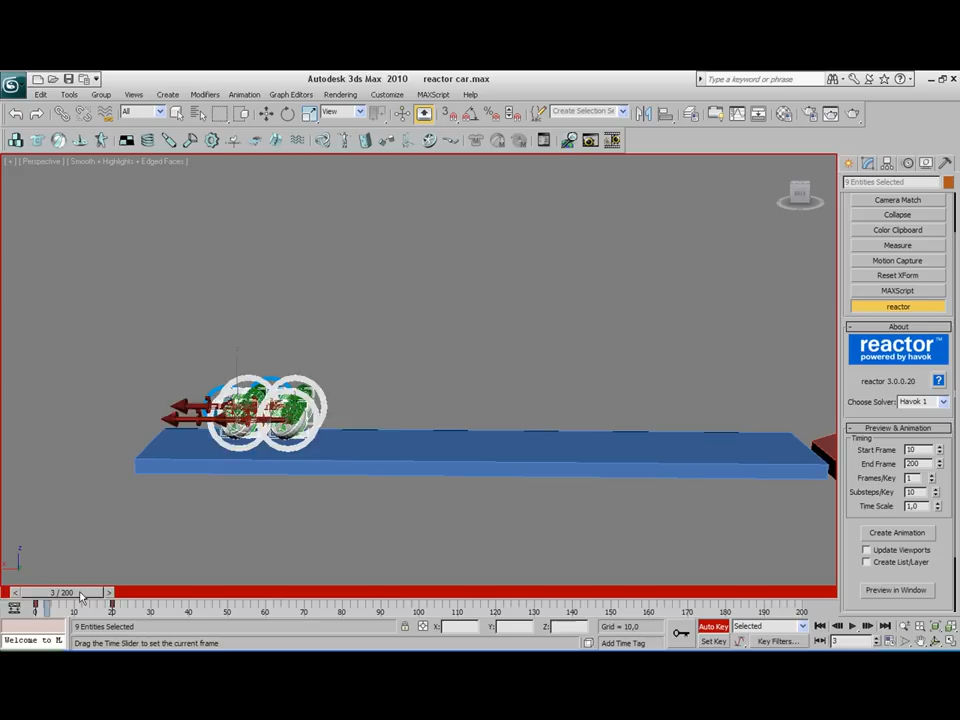 Autodesk 3ds Max 2010 reactor car.max
Type a keyword or phrase
Edit Tools Group Views Create Modifiers Animation Graph Editors Rendering Customize MAXScript Help
All
View
Create Selection Se
[ + ] [ Perspective ] [ Smooth + Highlights + Edged Faces ]
9 Entities Selected
Camera Match
Collapse
Color Clipboard
Measure
Motion Capture
Reset XForm
MAXScript
reactor
- About
reactor™
powered by havok
reactor 3.0.0.20 ?
Choose Solver: Havok 1
- Preview & Animation
Timing
Start Frame 10
End Frame 200
Frames/Key 1
Substeps/Key 10
Time Scale 1,0
Create Animation
Update Viewports
Create List/Layer
Preview in Window
< 3 / 200 >
0 10 20 30 40 50 60 70 80 90 100 110 120 130 140 150 160 170 180 190 200
9 Entities Selected X: Y: Z: Grid = 10,0 Auto Key Selected
Welcome to M. Drag the Time Slider to set the current frame Add Time Tag Set Key Key Filters... 3